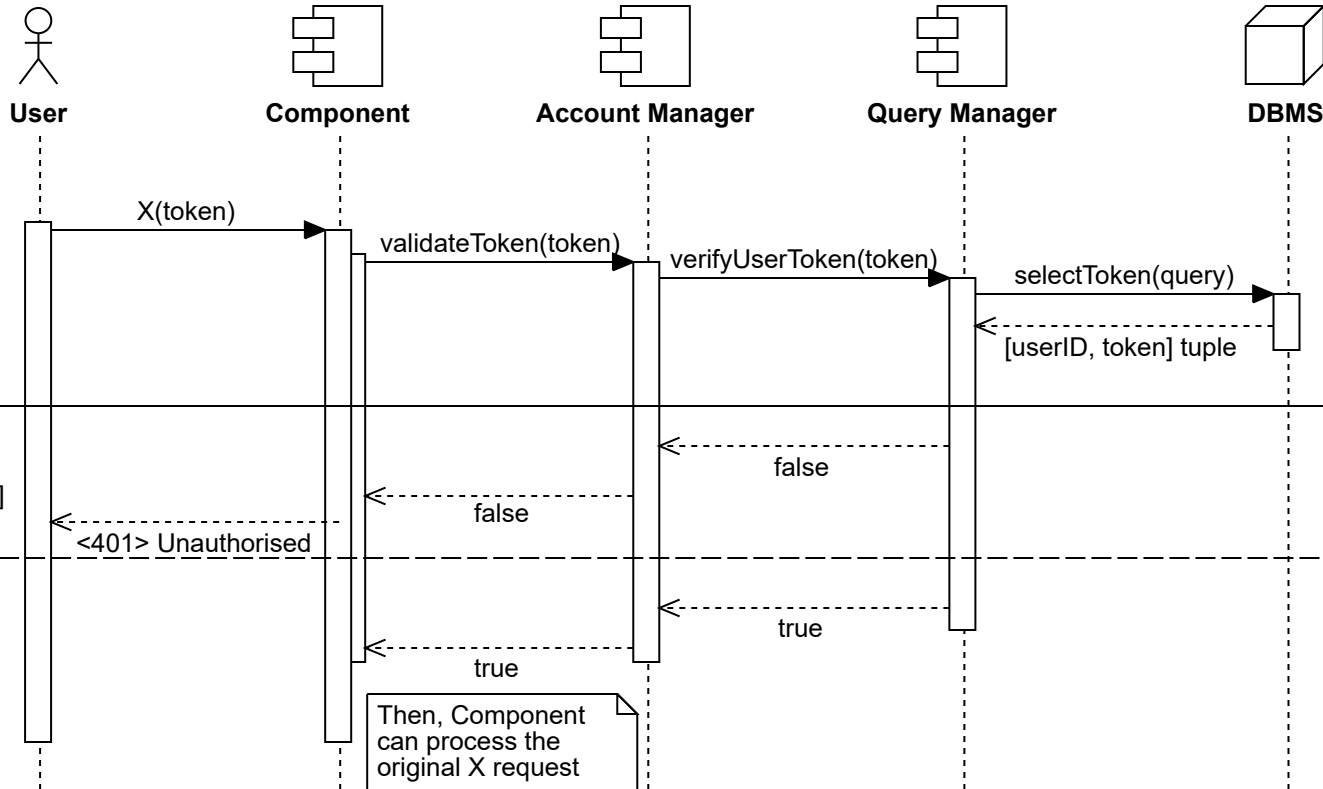 User
Component
Account Manager
Query Manager
DBMS
X(token)
validateToken(token)
verifyUserToken(token)
selectToken(query)
[userID, token] tuple
false
]
false
<401> Unauthorised
true
true
Then, Component
can process the
original X request